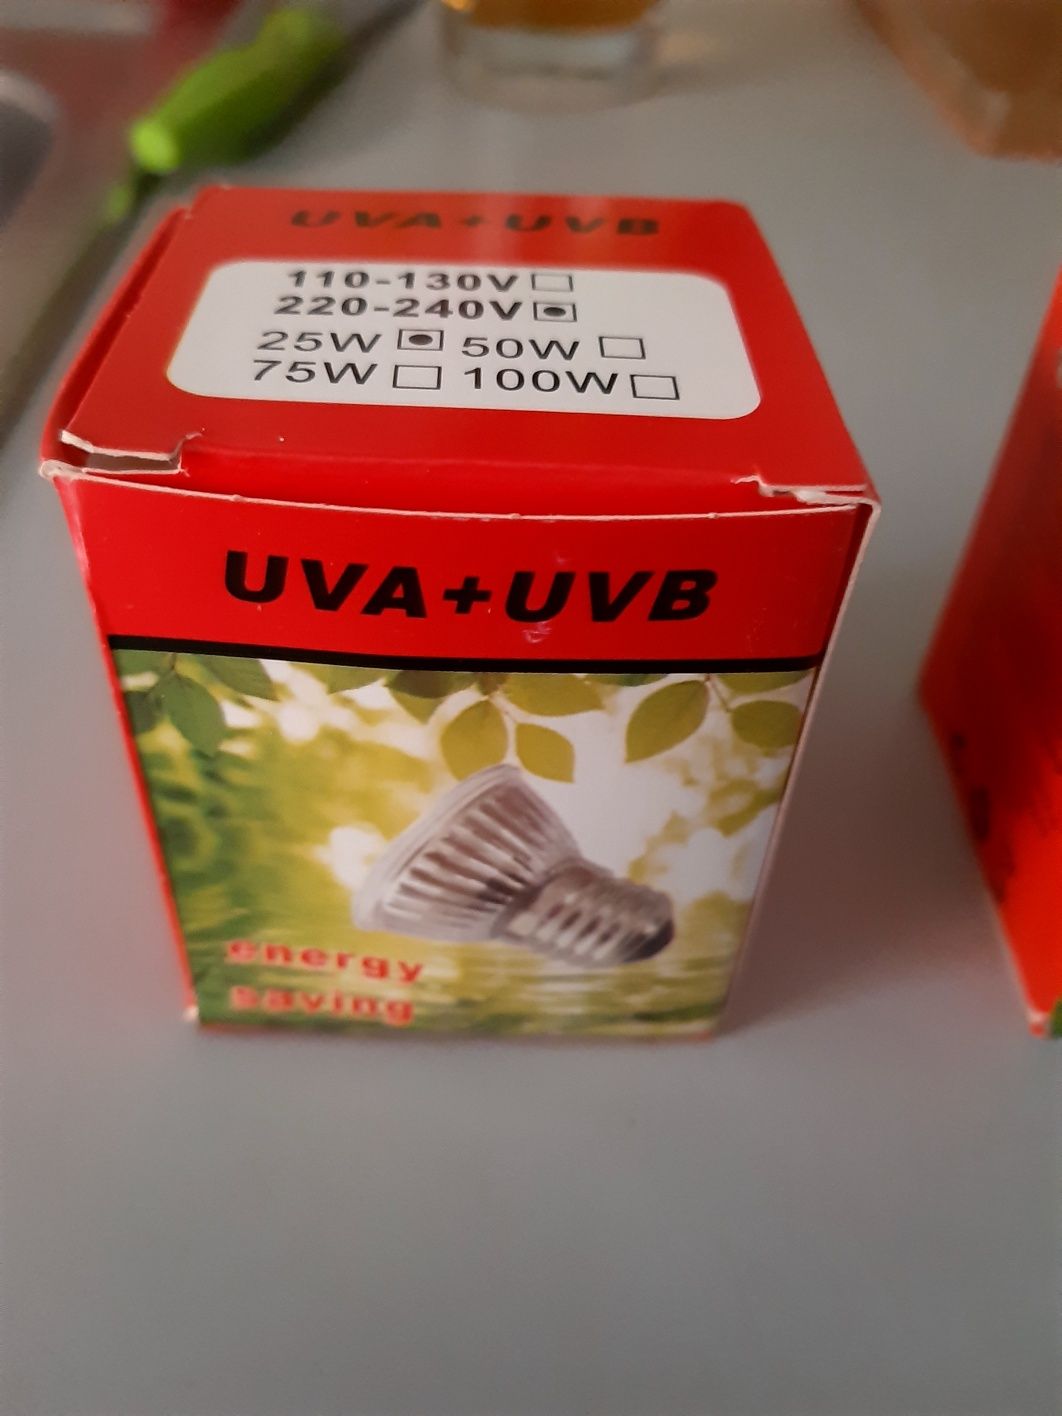 UVA+UVB
110-130V
220-240V
25W 50W
75W 100W
UVA+UVB
energy
saving